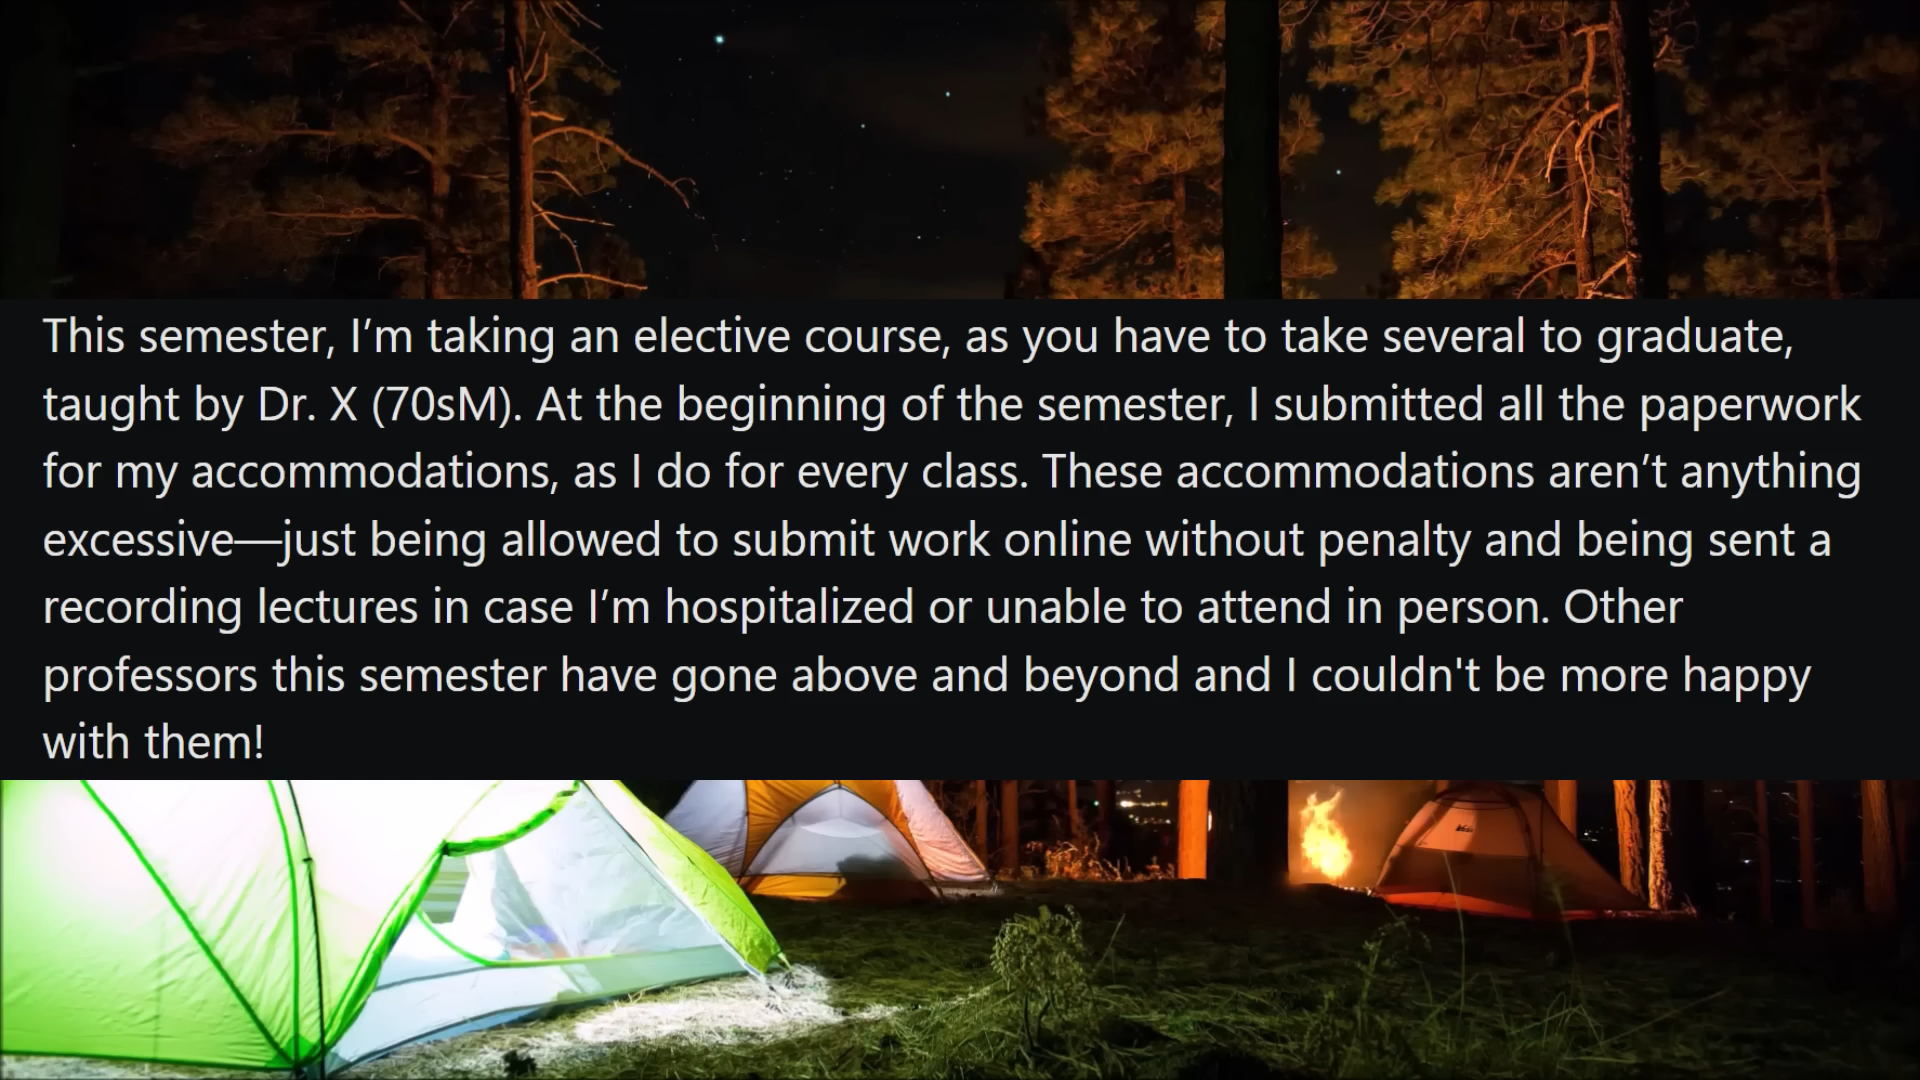 This semester, I’m taking an elective course, as you have to take several to graduate,
taught by Dr. X (70sM). At the beginning of the semester, I submitted all the paperwork
for my accommodations, as I do for every class. These accommodations aren’t anything
excessive—just being allowed to submit work online without penalty and being sent a
recording lectures in case I’m hospitalized or unable to attend in person. Other
professors this semester have gone above and beyond and I couldn't be more happy
with them!